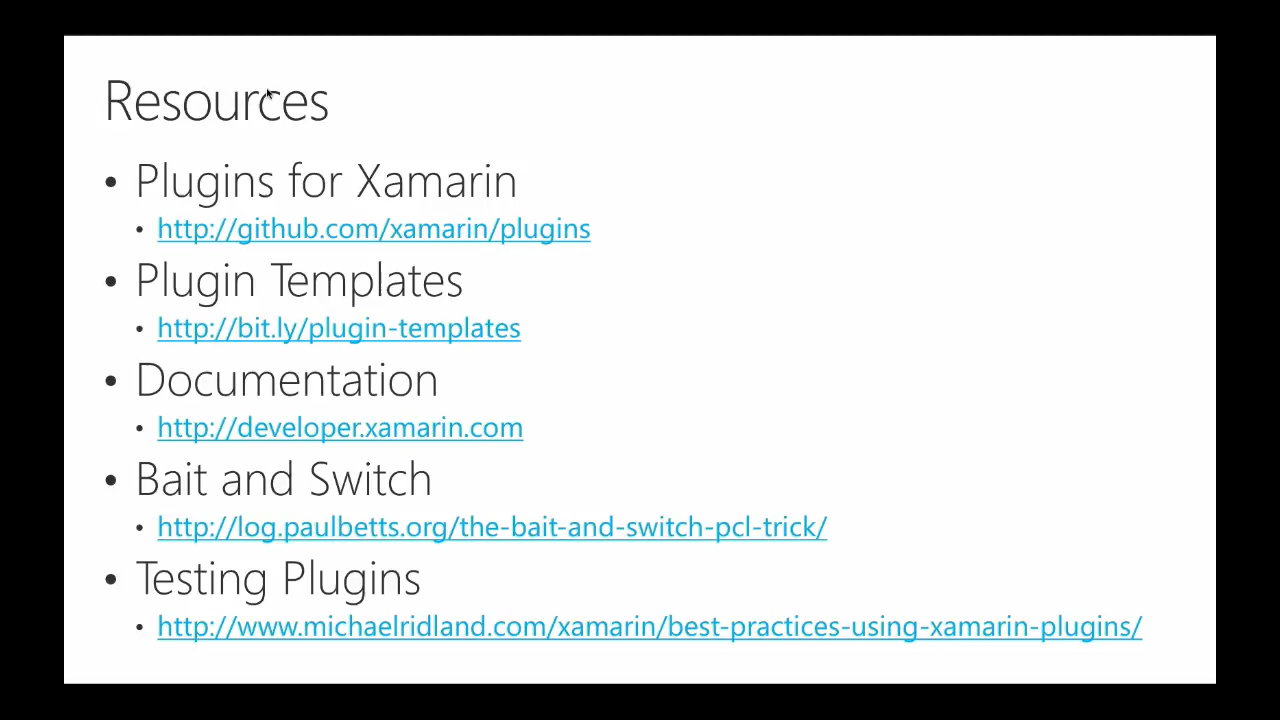 Resources
• Plugins for Xamarin
• http://github.com/xamarin/plugins
• Plugin Templates
• http://bit.ly/plugin-templates
• Documentation
• http://developer.xamarin.com
• Bait and Switch
• http://log.paulbetts.org/the-bait-and-switch-pcl-trick/
• Testing Plugins
• http://www.michaelridland.com/xamarin/best-practices-using-xamarin-plugins/